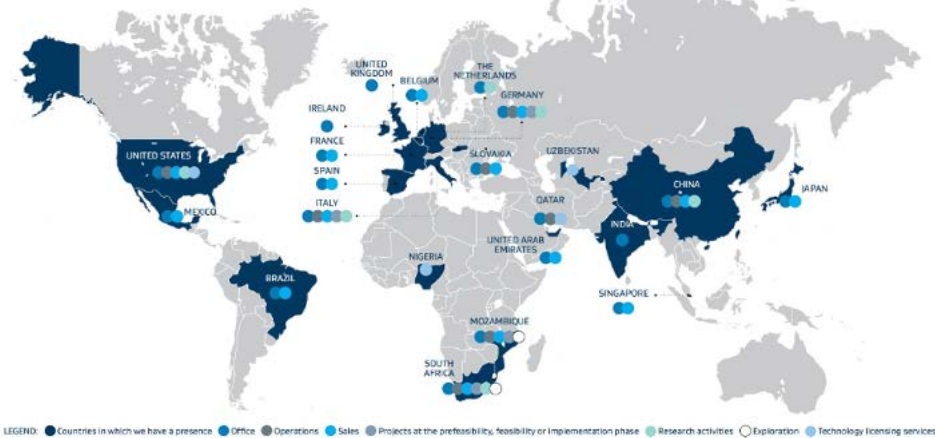 UNITED
KINGDOM
BELGIUM
THE
NETHERLANDS
GERMANY
IRELAND
FRANCE
SPAIN
ITALY
SLOVAKIA
UZBEKISTAN
UNITED STATES
MEXICO
CHINA
JAPAN
QATAR
INDIA
UNITED ARAB
EMIRATES
NIGERIA
BRAZIL
SINGAPORE
MOZAMBIQUE
SOUTH
AFRICA
LEGEND: Countries in which we have a presence Office Operations Sales Projects at the prefeasibility, feasibility or implementation phase Research activities Exploration Technology licensing services